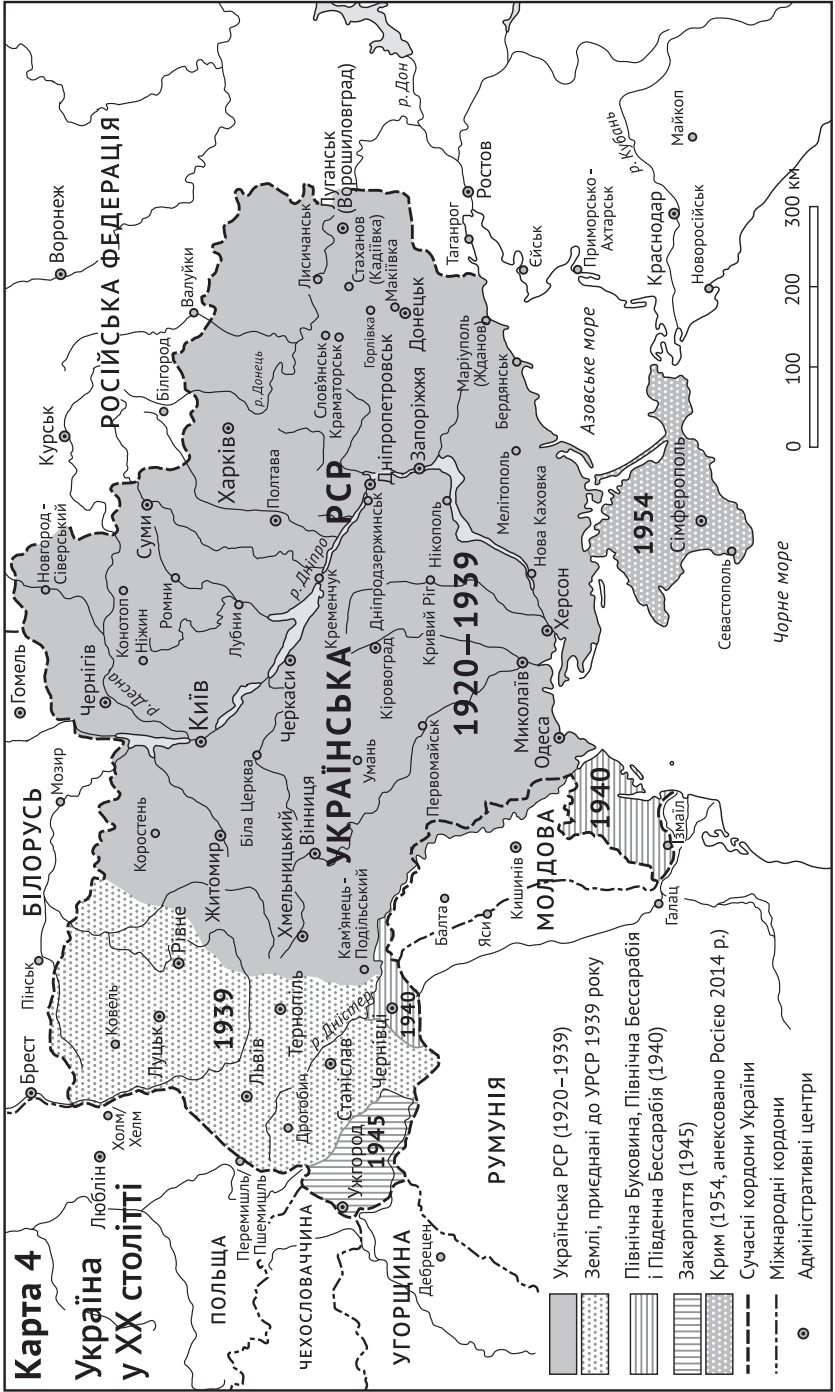 Карта 4
Україна
у ХХ столітті
Люблін
Холм/
Хелм
Брест
Пінськ
БІЛОРУСЬ
Мозир
Гомель
Новгород-
Сіверський
Курськ
Воронеж
РОСІЙСЬКА ФЕДЕРАЦІЯ
Білгород
Валуйки
Ковель
Луцьк
Рівне
1939
Коростень
Житомир
Чернігів
р. Десна
Київ
Конотоп
Ніжин
Суми
Ромни
Лубни
Харків
Полтава
р. Донець
ПОЛЬЩА
Перемишль/
Пшемишль
Львів
Дрогобич
Тернопіль
Хмельницький
Біла Церква
Вінниця
Черкаси
р. Дніпро
Кременчук
УКРАЇНСЬКА РСР
1920–1939
Лисичанськ
Луганськ
(Ворошиловград)
Стаханов
(Кадіївка)
Слов'янськ
Краматорськ
Горлівка
Макіївка
Донецьк
р. Дон
ЧЕХОСЛОВАЧЧИНА
Ужгород
1945
Станіслав
р. Дністер
Чернівці
1940
Кам'янець-
Подільський
Умань
Первомайськ
Кіровоград
Дніпродзержинськ
Дніпропетровськ
Запоріжжя
Кривий Ріг
Нікополь
Маріуполь
(Жданов)
Бердянськ
Мелітополь
Нова Каховка
Таганрог
Ростов
УГОРЩИНА
Дебрецен
РУМУНІЯ
Балта
Яси
Кишинів
МОЛДОВА
Миколаїв
Одеса
Херсон
1940
Ізмаїл
Галац
Єйськ
Приморсько-
Ахтарськ
Азовське море
р. Кубань
Краснодар
Майкоп
Новоросійськ
1954
Сімферополь
Севастополь
Чорне море
Українська РСР (1920–1939)
Землі, приєднані до УРСР 1939 року
Північна Буковина, Північна Бессарабія
і Південна Бессарабія (1940)
Закарпаття (1945)
Крим (1954, анексовано Росією 2014 р.)
Сучасні кордони України
Міжнародні кордони
Адміністративні центри
0 100 200 300 км